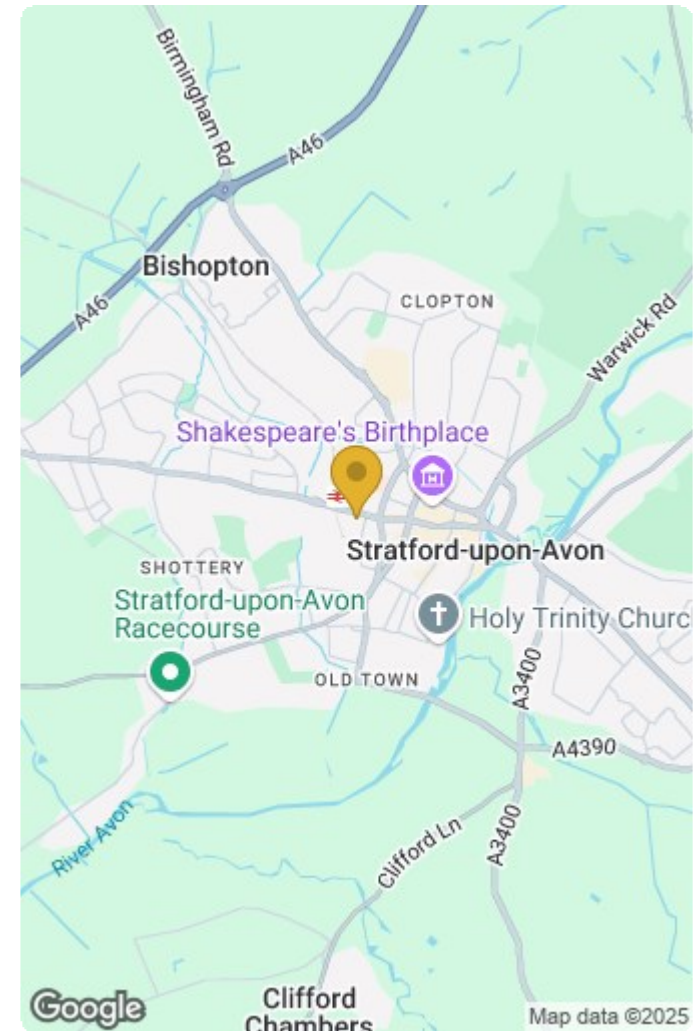 Birmingham Rd
A46
Bishopton
A46
CLOPTON
Warwick Rd
Shakespeare's Birthplace
Stratford-upon-Avon
SHOTTERY
Stratford-upon-Avon
Racecourse
Holy Trinity Churc
OLD TOWN
A3400
A4390
River Avon
Clifford Ln
A3400
Clifford
Chambers
Google
Map data ©2025